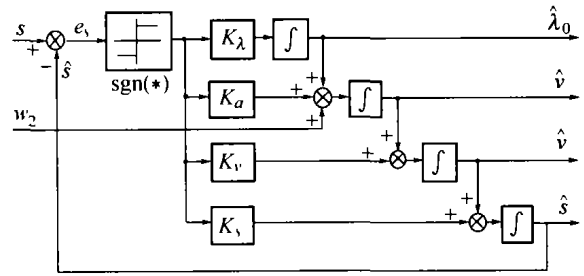 s + e_s K_λ ∫ λ̂_0
− ŝ sgn(*)
K_a + + ∫ v̂
w_2 +
K_v + + ∫ v̂
K_s + + ∫ ŝ